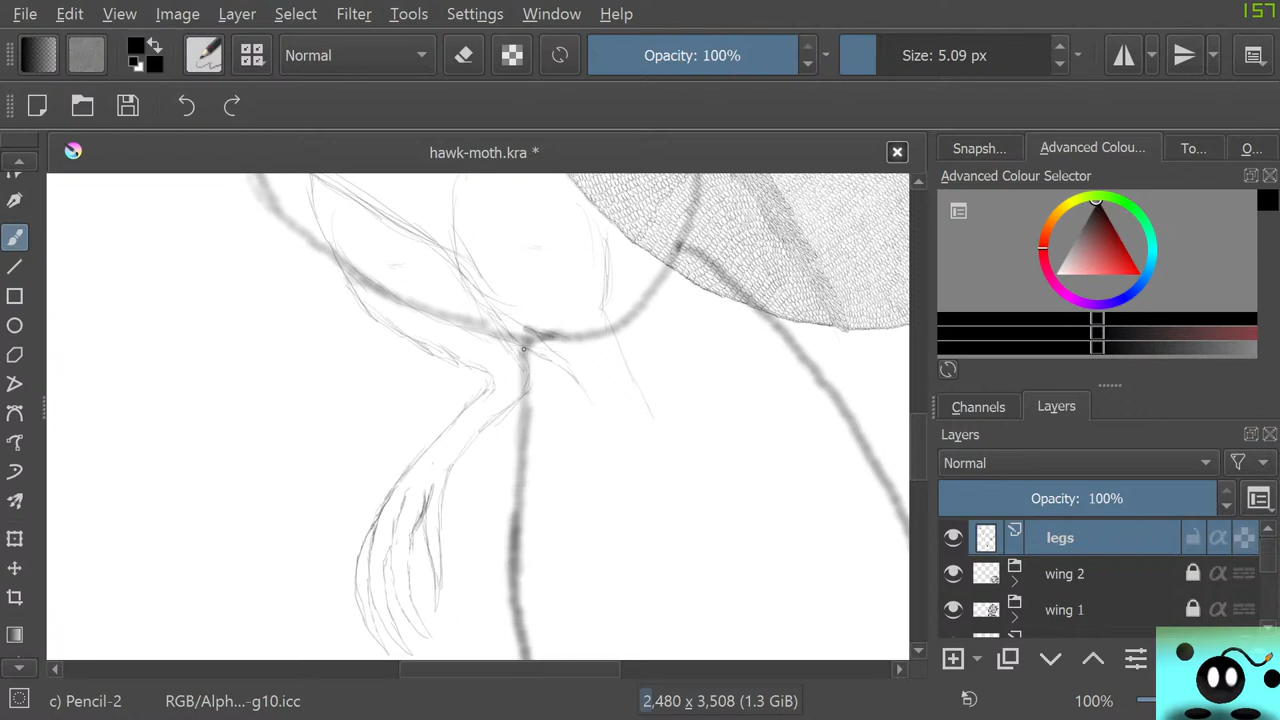 File Edit View Image Layer Select Filter Tools Settings Window Help
157
Normal
Opacity: 100%
Size: 5.09 px
hawk-moth.kra *
Snapsh... Advanced Colou... To... O...
Advanced Colour Selector
Channels Layers
Layers
Normal
Opacity: 100%
legs
wing 2
wing 1
c) Pencil-2
RGB/Alph...-g10.icc
2,480 x 3,508 (1.3 GiB)
100%